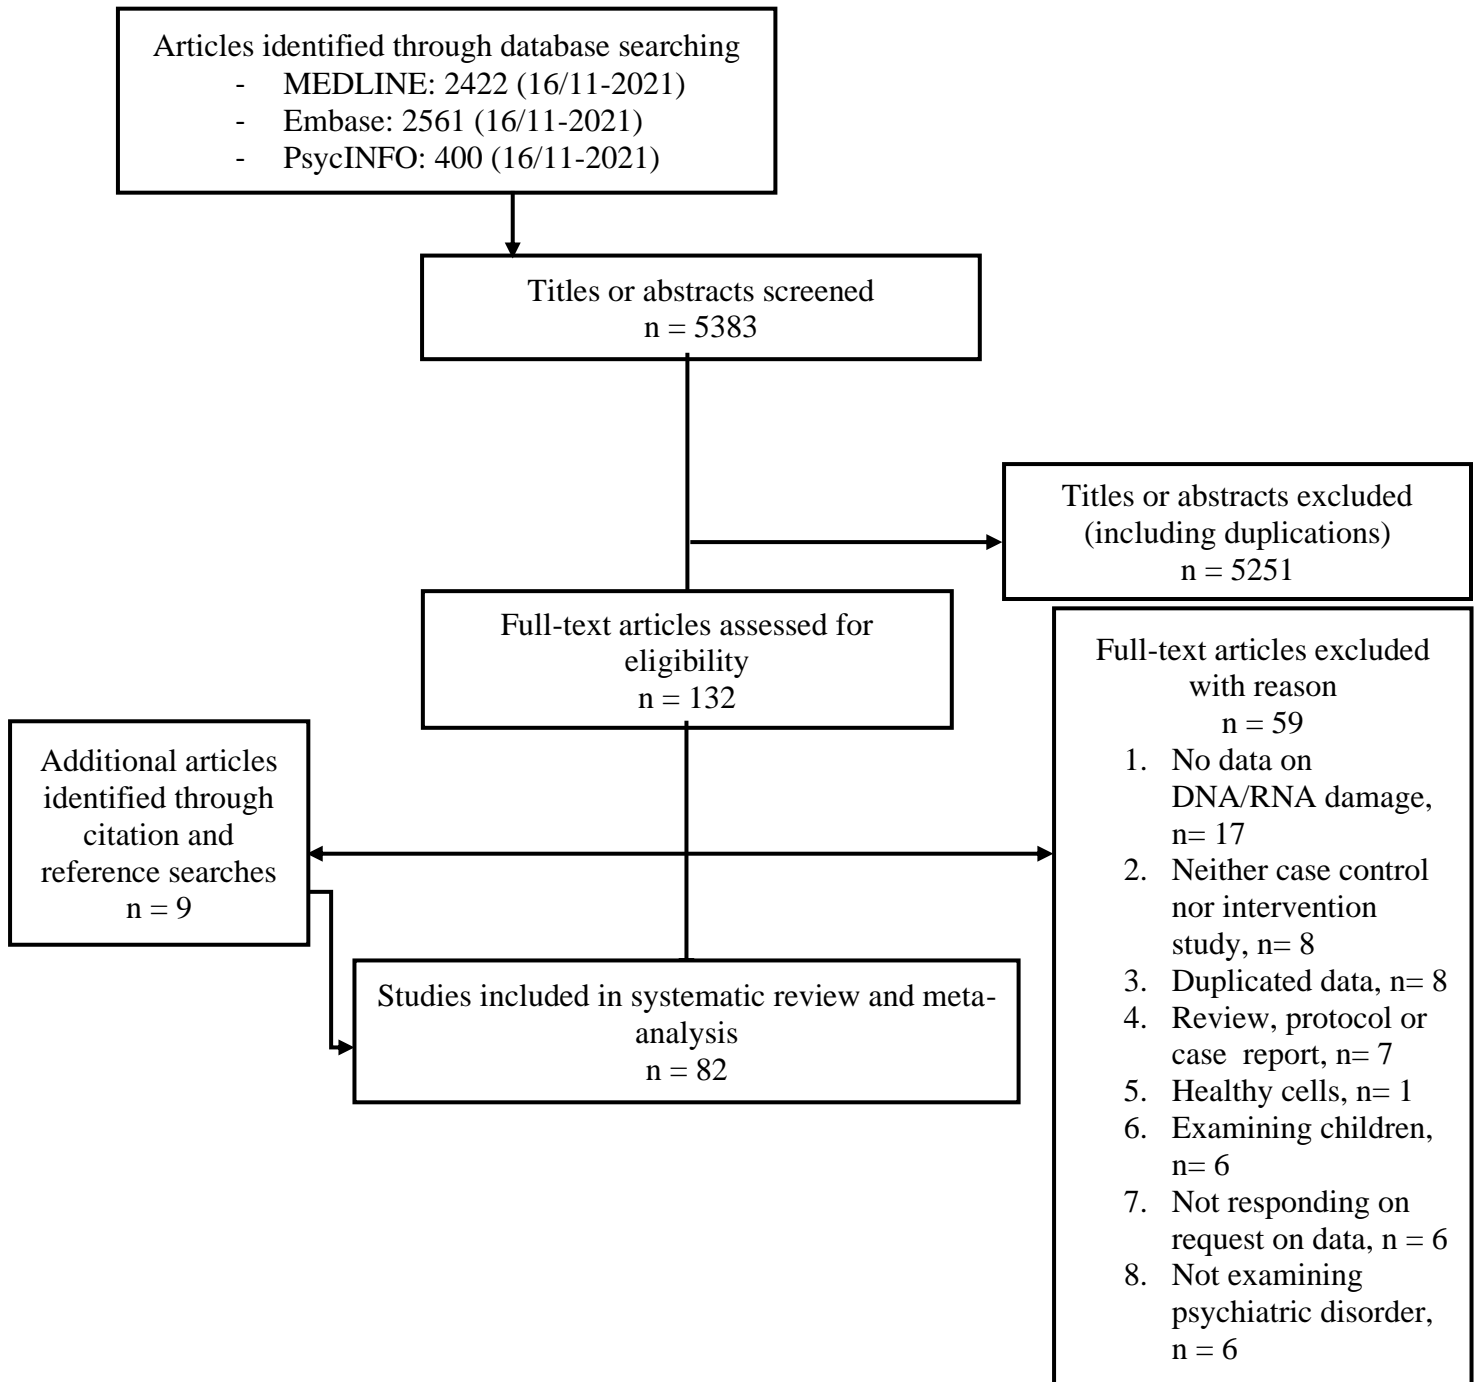 Articles identified through database searching
- MEDLINE: 2422 (16/11-2021)
- Embase: 2561 (16/11-2021)
- PsycINFO: 400 (16/11-2021)
Titles or abstracts screened
n = 5383
Titles or abstracts excluded
(including duplications)
n = 5251
Full-text articles assessed for
eligibility
n = 132
Full-text articles excluded
with reason
n = 59
1. No data on
DNA/RNA damage,
n= 17
2. Neither case control
nor intervention
study, n= 8
3. Duplicated data, n= 8
4. Review, protocol or
case  report, n= 7
5. Healthy cells, n= 1
6. Examining children,
n= 6
7. Not responding on
request on data, n = 6
8. Not examining
psychiatric disorder,
n = 6
Additional articles
identified through
citation and
reference searches
n = 9
Studies included in systematic review and meta-
analysis
n = 82